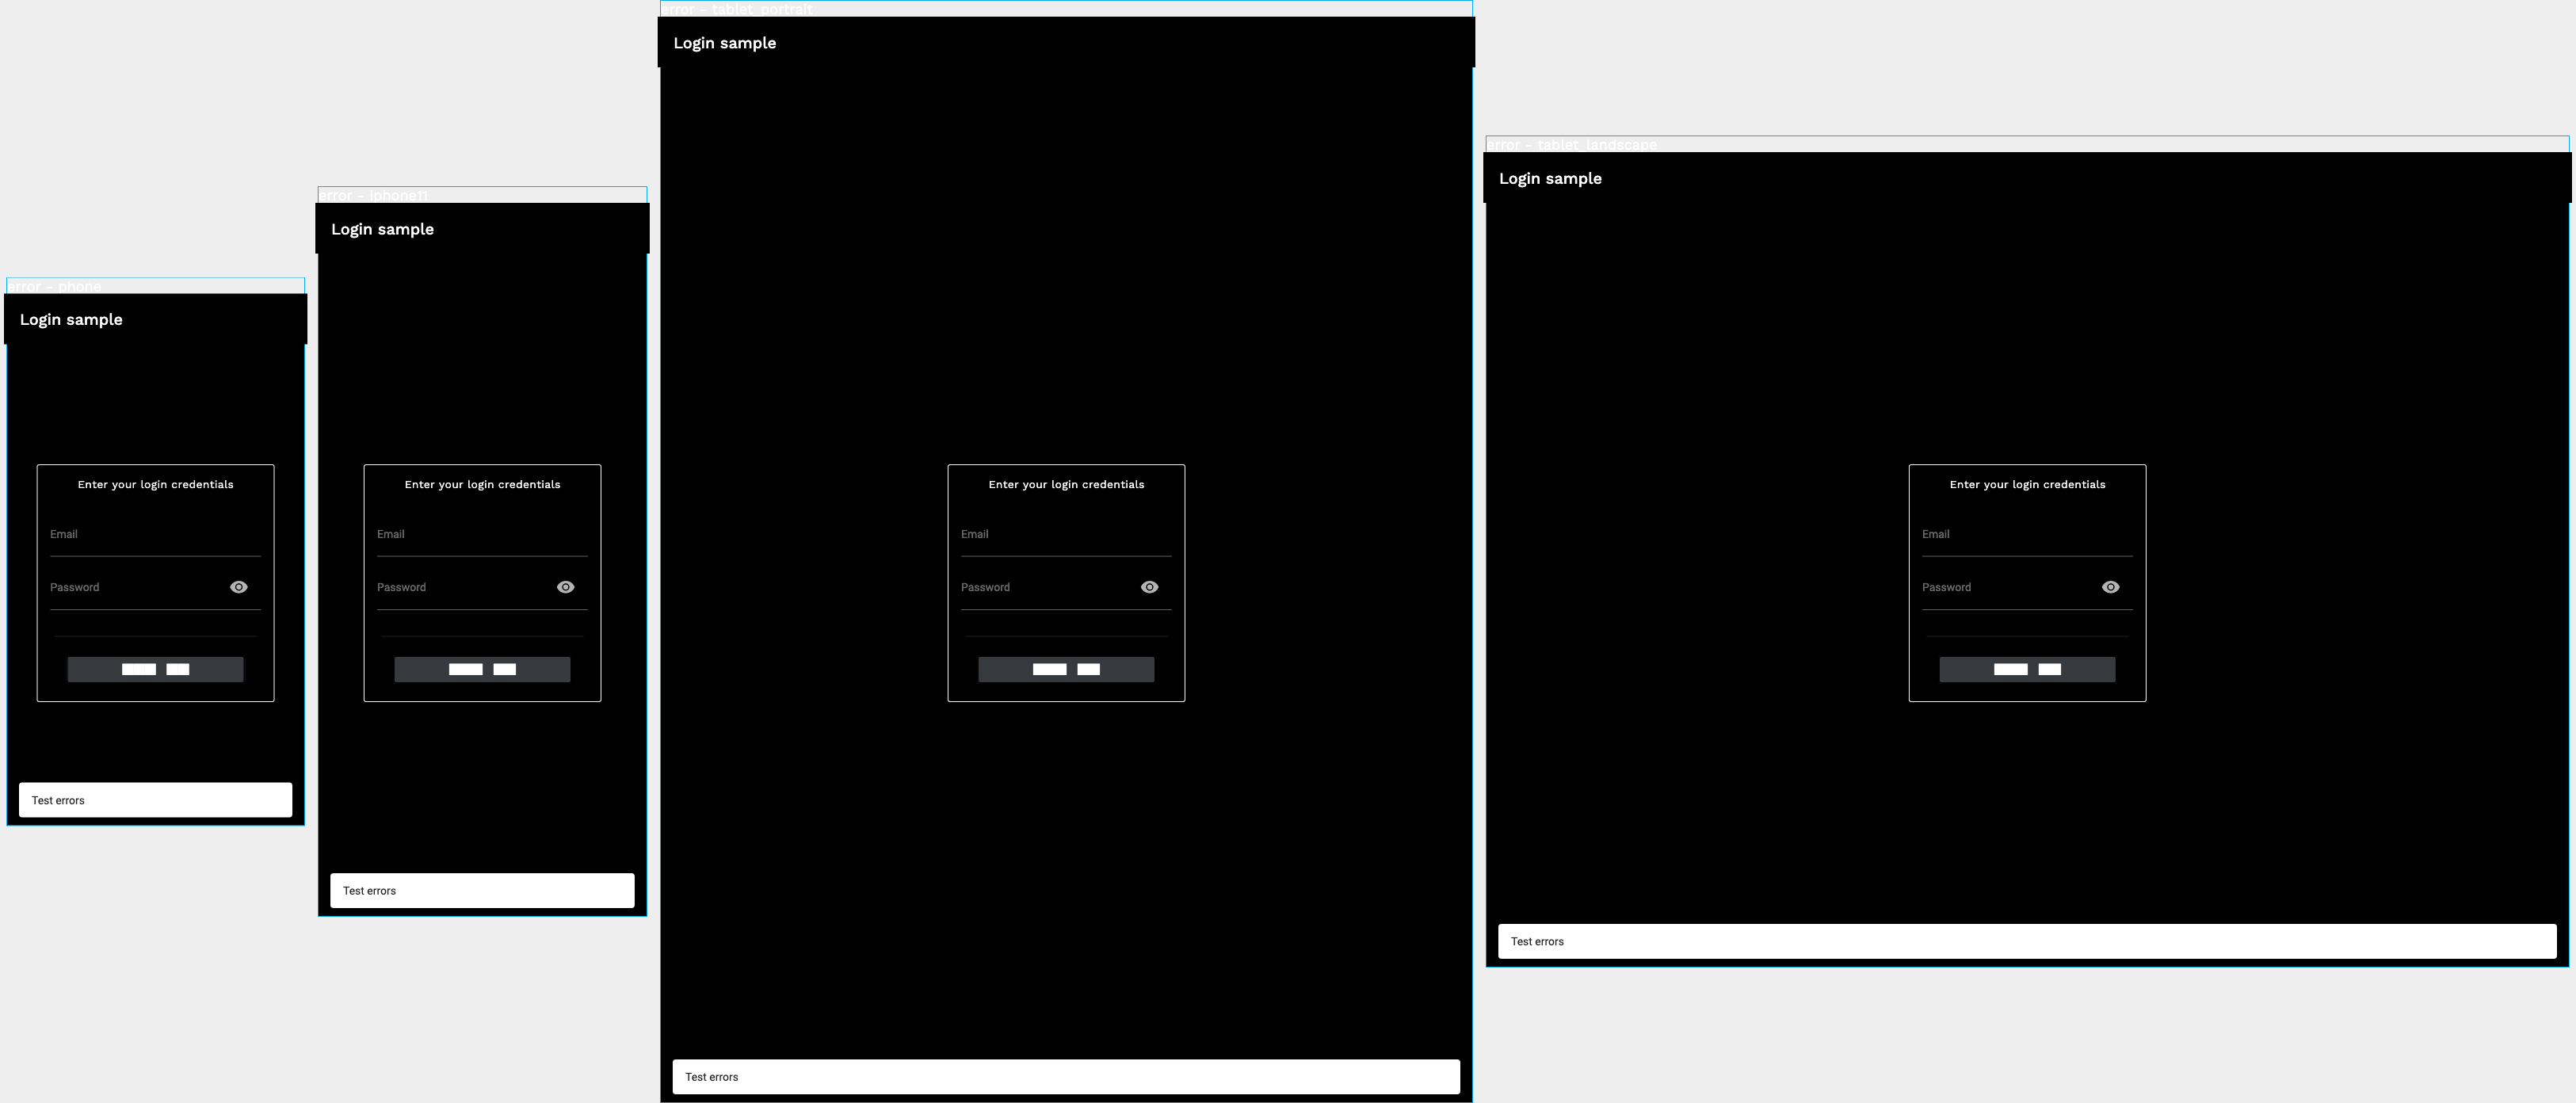 error - phone
Login sample
Enter your login credentials
Email
Password
Test errors
error - iphone11
Login sample
Enter your login credentials
Email
Password
Test errors
error - tablet_portrait
Login sample
Enter your login credentials
Email
Password
Test errors
error - tablet_landscape
Login sample
Enter your login credentials
Email
Password
Test errors